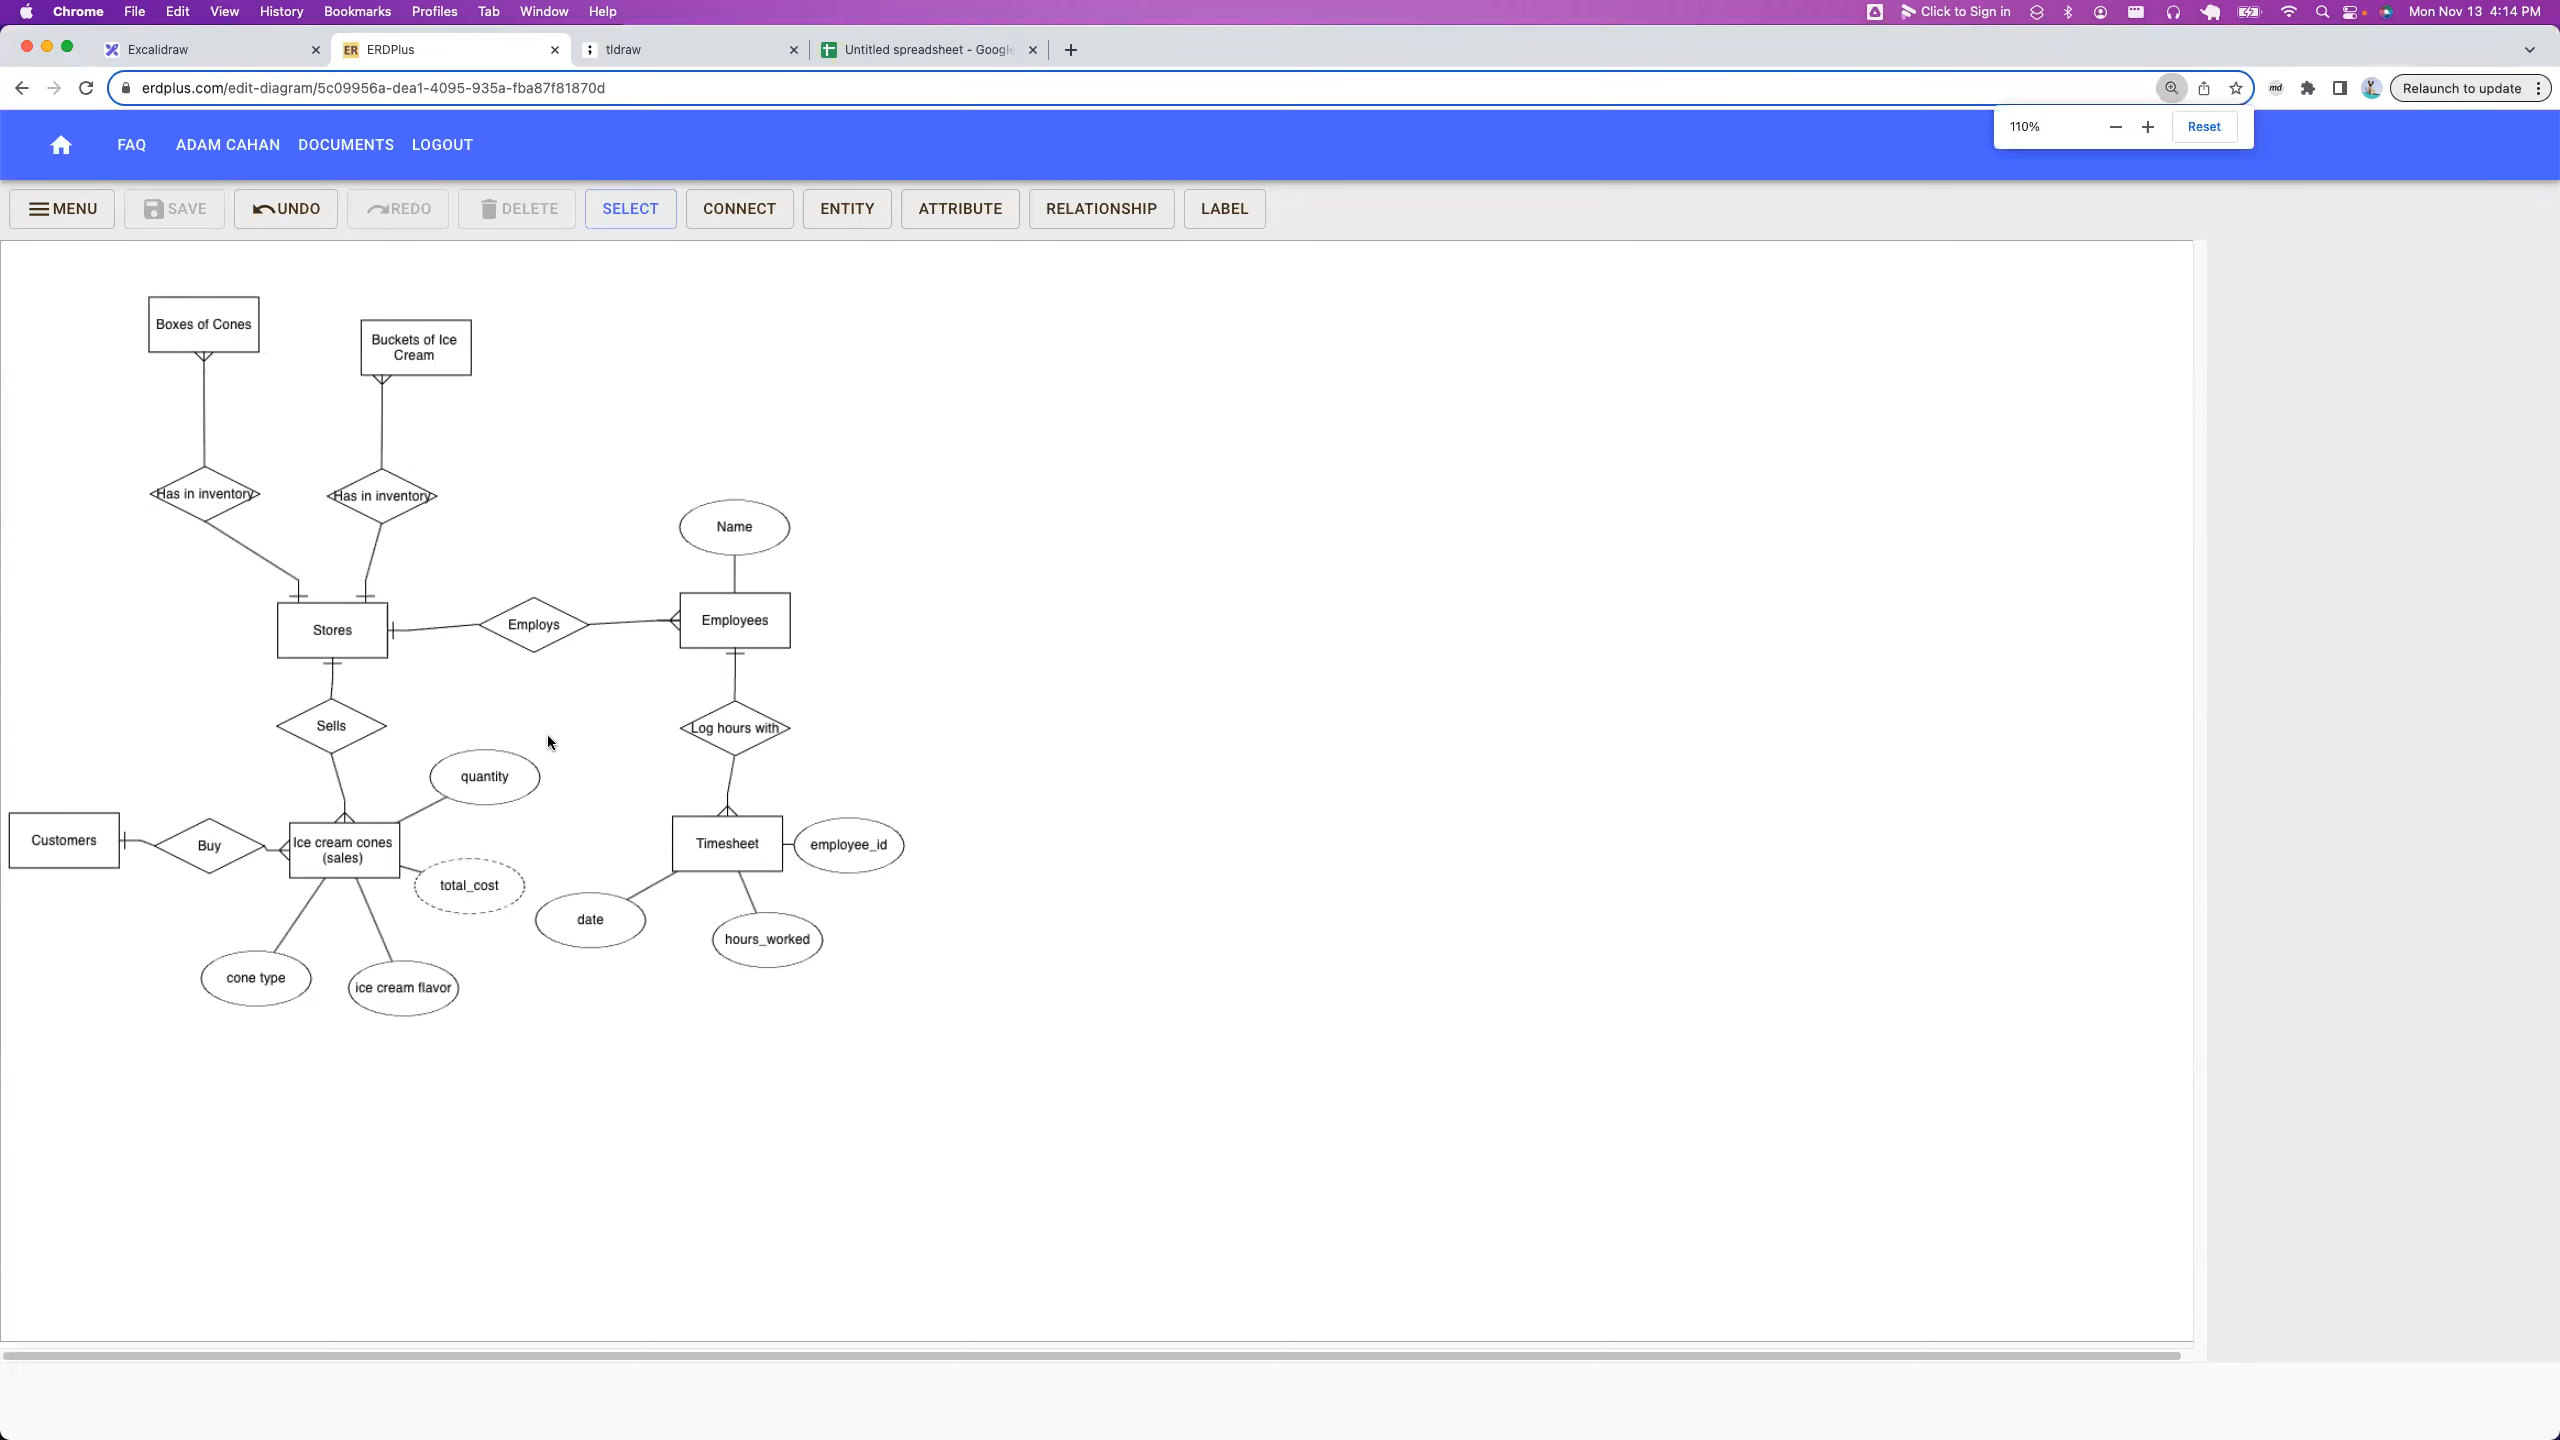 Chrome File Edit View History Bookmarks Profiles Tab Window Help Click to Sign in Mon Nov 13 4:14 PM
Excalidraw ERDPlus tldraw Untitled spreadsheet - Google
erdplus.com/edit-diagram/5c09956a-dea1-4095-935a-fba87f81870d md Relaunch to update
110% Reset
FAQ ADAM CAHAN DOCUMENTS LOGOUT
MENU SAVE UNDO REDO DELETE SELECT CONNECT ENTITY ATTRIBUTE RELATIONSHIP LABEL
Boxes of Cones
Buckets of Ice
Cream
Has in inventory Has in inventory
Name
Stores Employs Employees
Sells Log hours with
quantity
Customers Buy Ice cream cones
(sales)
Timesheet employee_id
total_cost
date
hours_worked
cone type ice cream flavor